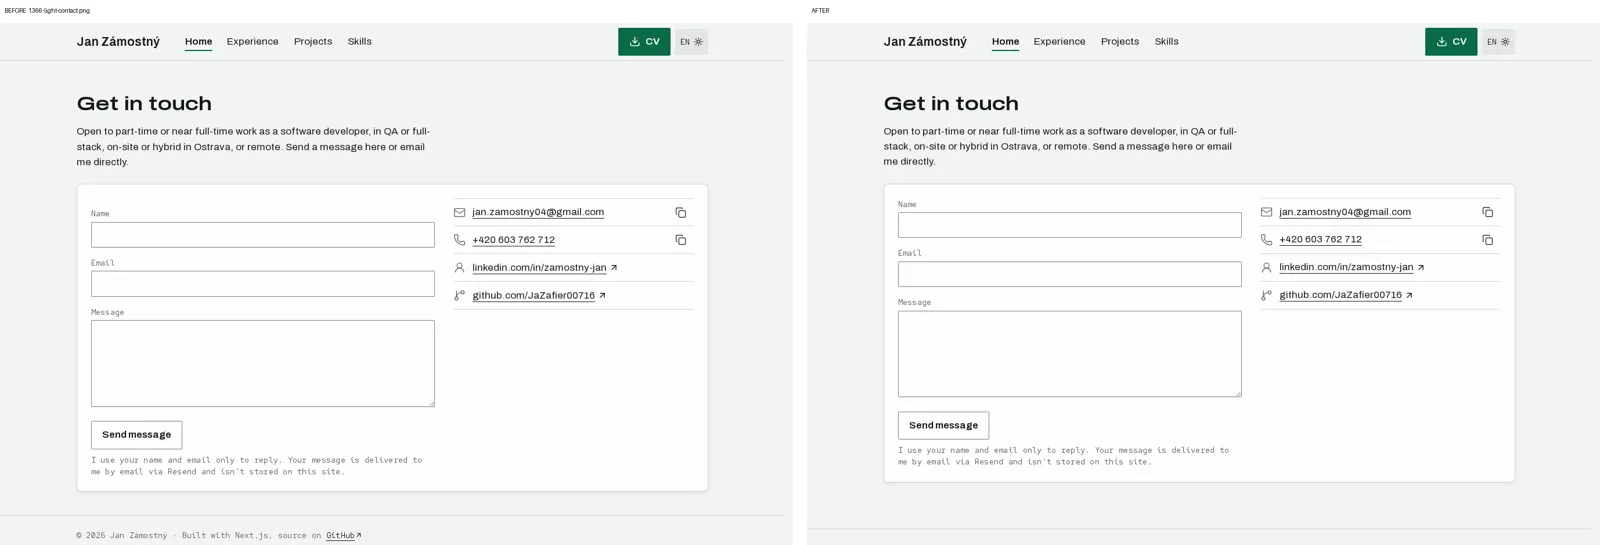 BEFORE 1366-light-contact.png
Jan Zámostný Home Experience Projects Skills CV EN
Get in touch
Open to part-time or near full-time work as a software developer, in QA or full-
stack, on-site or hybrid in Ostrava, or remote. Send a message here or email
me directly.
Name
Email
Message
Send message
I use your name and email only to reply. Your message is delivered to
me by email via Resend and isn't stored on this site.
jan.zamostny04@gmail.com
+420 603 762 712
linkedin.com/in/zamostny-jan
github.com/JaZafier00716
© 2026 Jan Zámostný · Built with Next.js, source on GitHub
AFTER
Jan Zámostný Home Experience Projects Skills CV EN
Get in touch
Open to part-time or near full-time work as a software developer, in QA or full-
stack, on-site or hybrid in Ostrava, or remote. Send a message here or email
me directly.
Name
Email
Message
Send message
I use your name and email only to reply. Your message is delivered to
me by email via Resend and isn't stored on this site.
jan.zamostny04@gmail.com
+420 603 762 712
linkedin.com/in/zamostny-jan
github.com/JaZafier00716